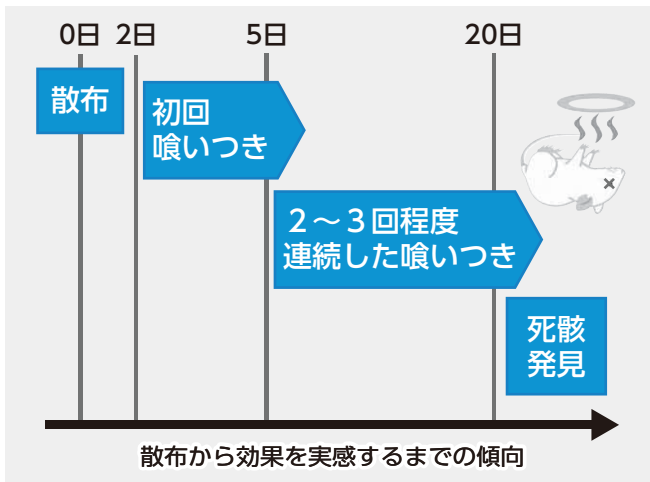 0日 2日 5日 20日
散布
初回
喰いつき
２～３回程度
連続した喰いつき
死骸
発見
散布から効果を実感するまでの傾向